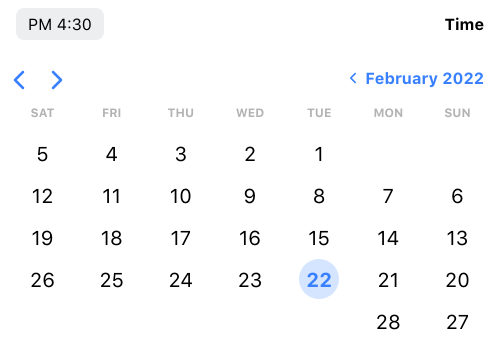 PM 4:30 Time
February 2022
SAT FRI THU WED TUE MON SUN
5 4 3 2 1
12 11 10 9 8 7 6
19 18 17 16 15 14 13
26 25 24 23 22 21 20
28 27